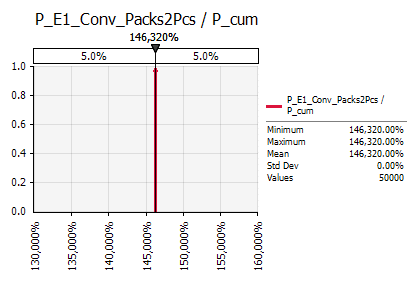 P_E1_Conv_Packs2Pcs / P_cum
146,320%
5.0% 5.0%
1.0
0.8
0.6
0.4
0.2
0.0
130,000%
135,000%
140,000%
145,000%
150,000%
155,000%
160,000%
P_E1_Conv_Packs2Pcs /
P_cum
Minimum 146,320.00%
Maximum 146,320.00%
Mean 146,320.00%
Std Dev 0.00%
Values 50000